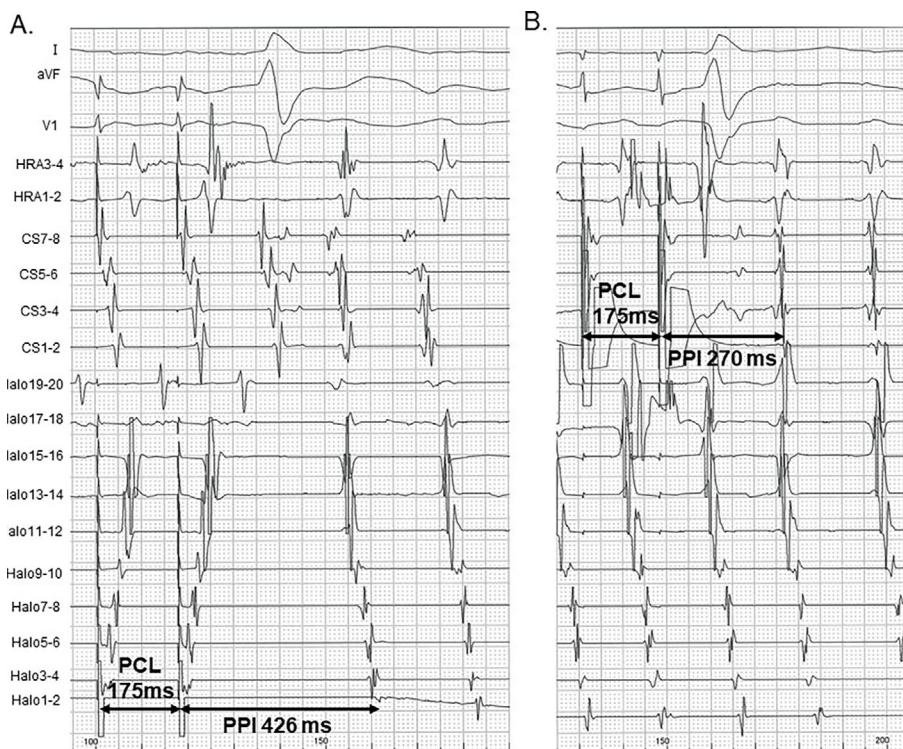 A.
B.
I
aVF
V1
HRA3-4
HRA1-2
CS7-8
CS5-6
CS3-4
CS1-2
lalo19-20
lalo17-18
lalo15-16
lalo13-14
alo11-12
Halo9-10
Halo7-8
Halo5-6
Halo3-4
Halo1-2
PCL
175ms
PPI 426 ms
100
150
PCL
175ms
PPI 270 ms
150
200